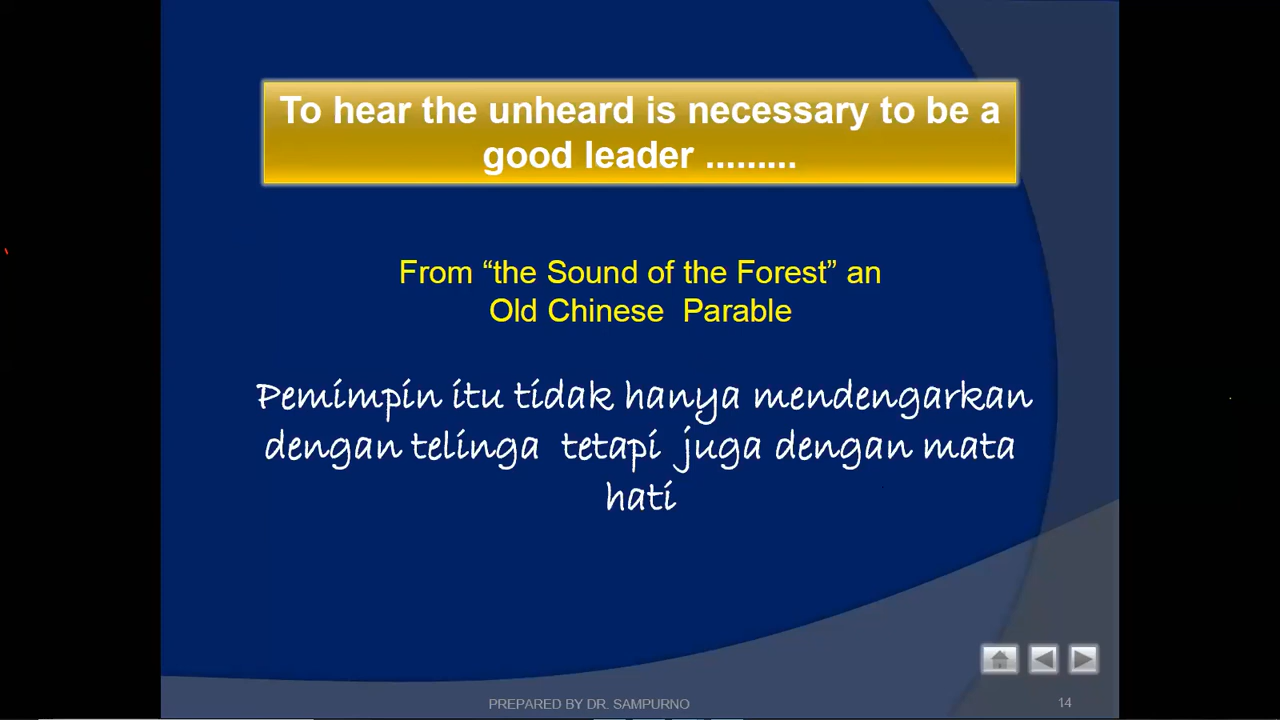 To hear the unheard is necessary to be a
good leader .........
From “the Sound of the Forest” an
Old Chinese Parable
Pemimpin itu tidak hanya mendengarkan
dengan telinga tetapi juga dengan mata
hati
PREPARED BY DR. SAMPURNO
14